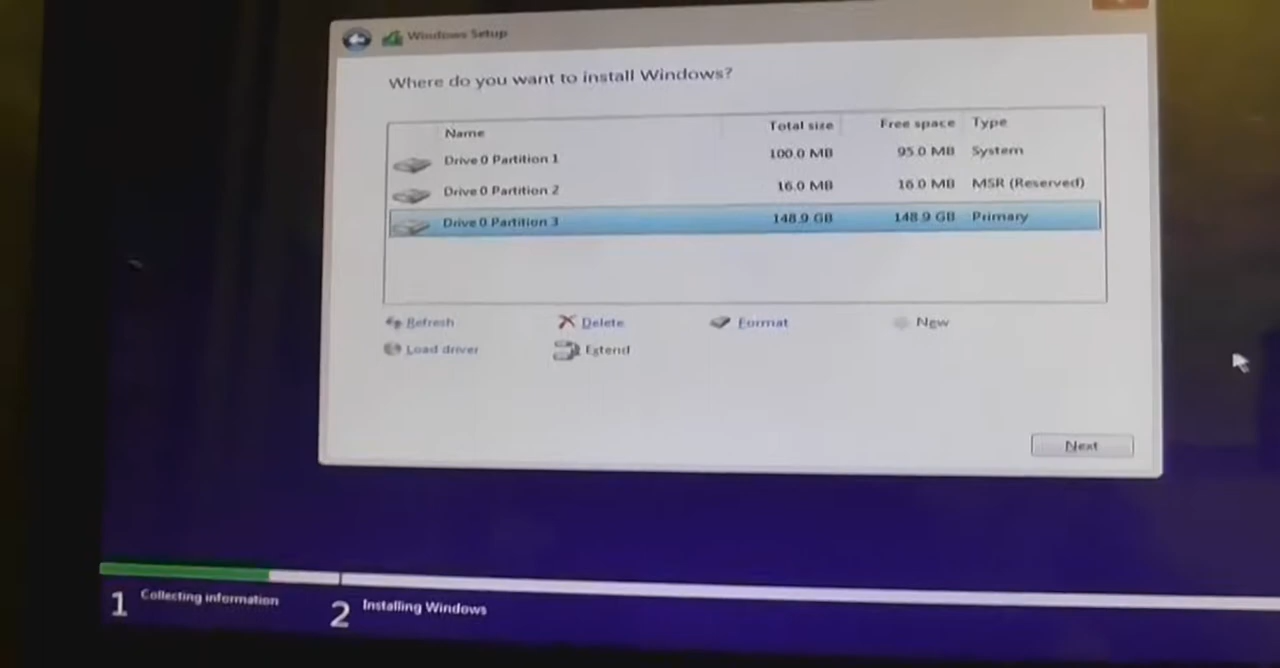 Windows Setup
Where do you want to install Windows?
Name Total size Free space Type
Drive 0 Partition 1 100.0 MB 95.0 MB System
Drive 0 Partition 2 16.0 MB 16.0 MB MSR (Reserved)
Drive 0 Partition 3 148.9 GB 148.9 GB Primary
Refresh Delete Format New
Load driver Extend
Next
1 Collecting information 2 Installing Windows